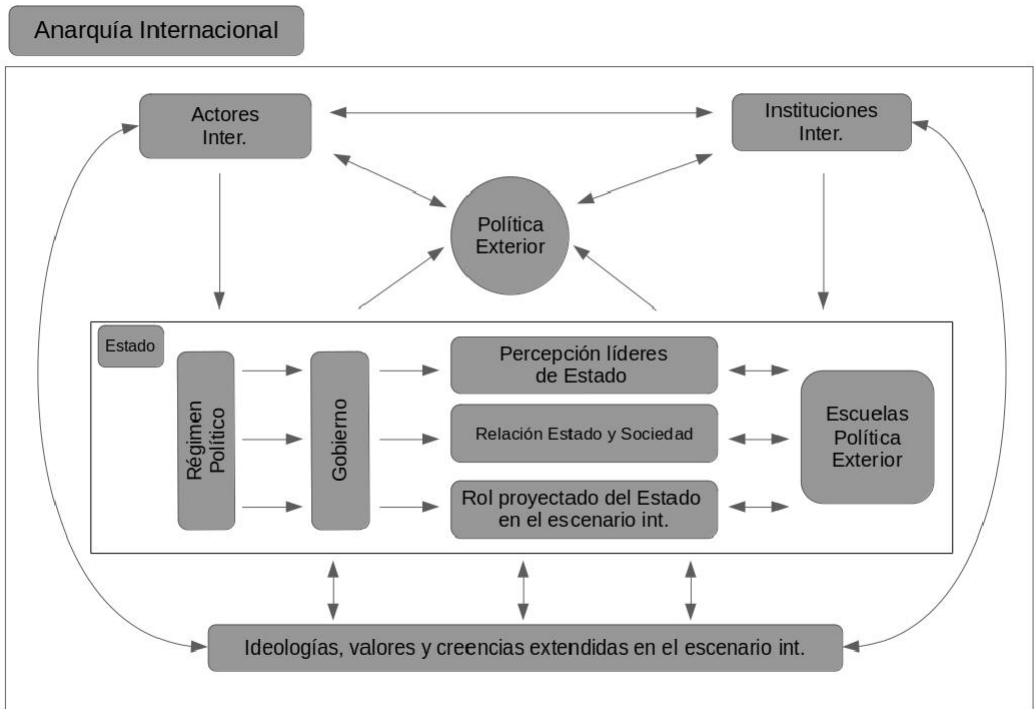 Anarquía Internacional
Actores
Inter.
Instituciones
Inter.
Política
Exterior
Estado
Régimen
Político
Gobierno
Percepción líderes
de Estado
Relación Estado y Sociedad
Rol proyectado del Estado
en el escenario int.
Escuelas
Política
Exterior
Ideologías, valores y creencias extendidas en el escenario int.